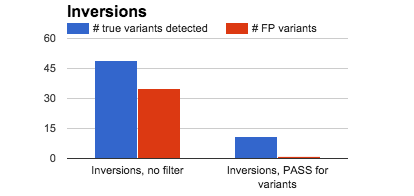 Inversions
# true variants detected # FP variants
60
45
30
15
0
Inversions, no filter Inversions, PASS for
variants